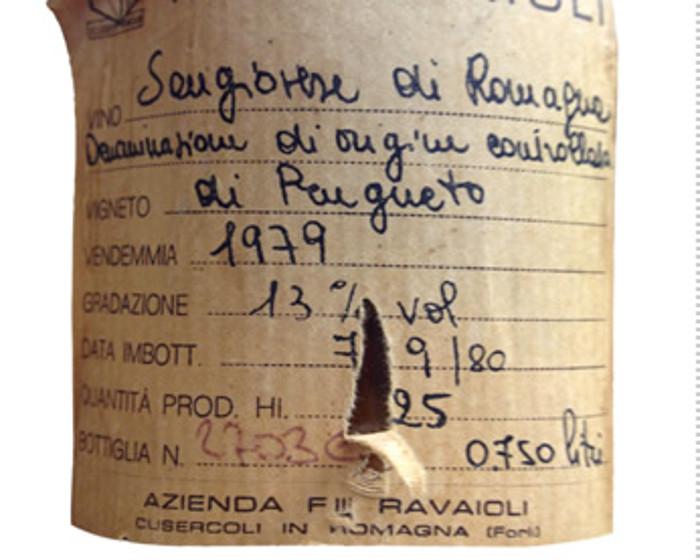 VINO Sangiovese di Romagna
Denominazione di origine controllata
VIGNETO di Pargueto
VENDEMMIA 1979
GRADAZIONE 13 % vol
DATA IMBOTT. 9/80
QUANTITÀ PROD. Hl. 25
BOTTIGLIA N. 0.750 litri
AZIENDA F.lli RAVAIOLI
CUSERCOLI IN ROMAGNA (Forlì)